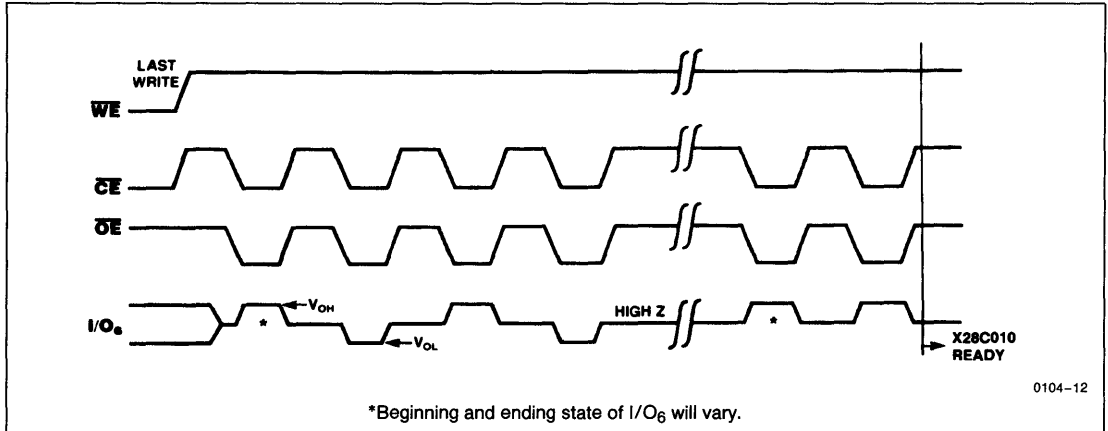 LAST
WRITE
WE
CE
OE
I/O6
VOH
*
VOL
HIGH Z
*
X28C010
READY
0104–12
*Beginning and ending state of I/O6 will vary.